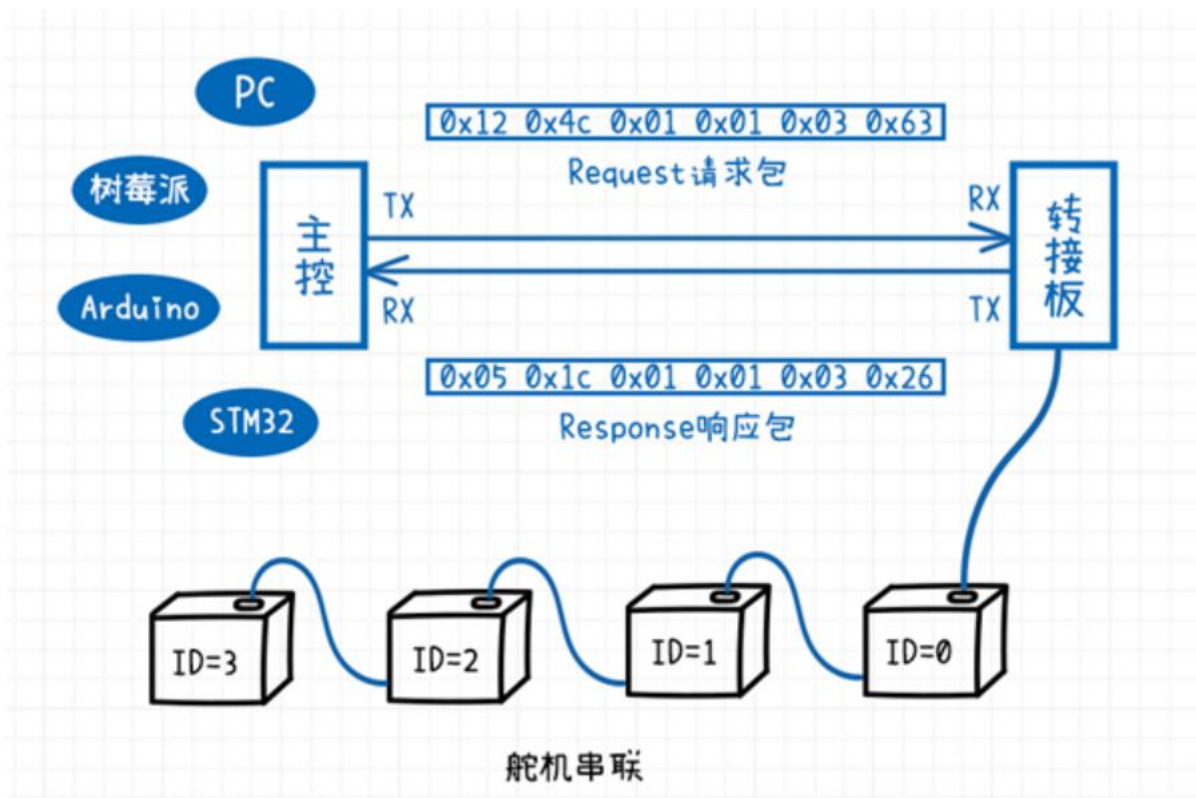 PC
0x12 0x4c 0x01 0x01 0x03 0x63
Request请求包
树莓派
TX
RX
主控
转接板
Arduino
RX
TX
0x05 0x1c 0x01 0x01 0x03 0x26
STM32
Response响应包
ID=3
ID=2
ID=1
ID=0
舵机串联